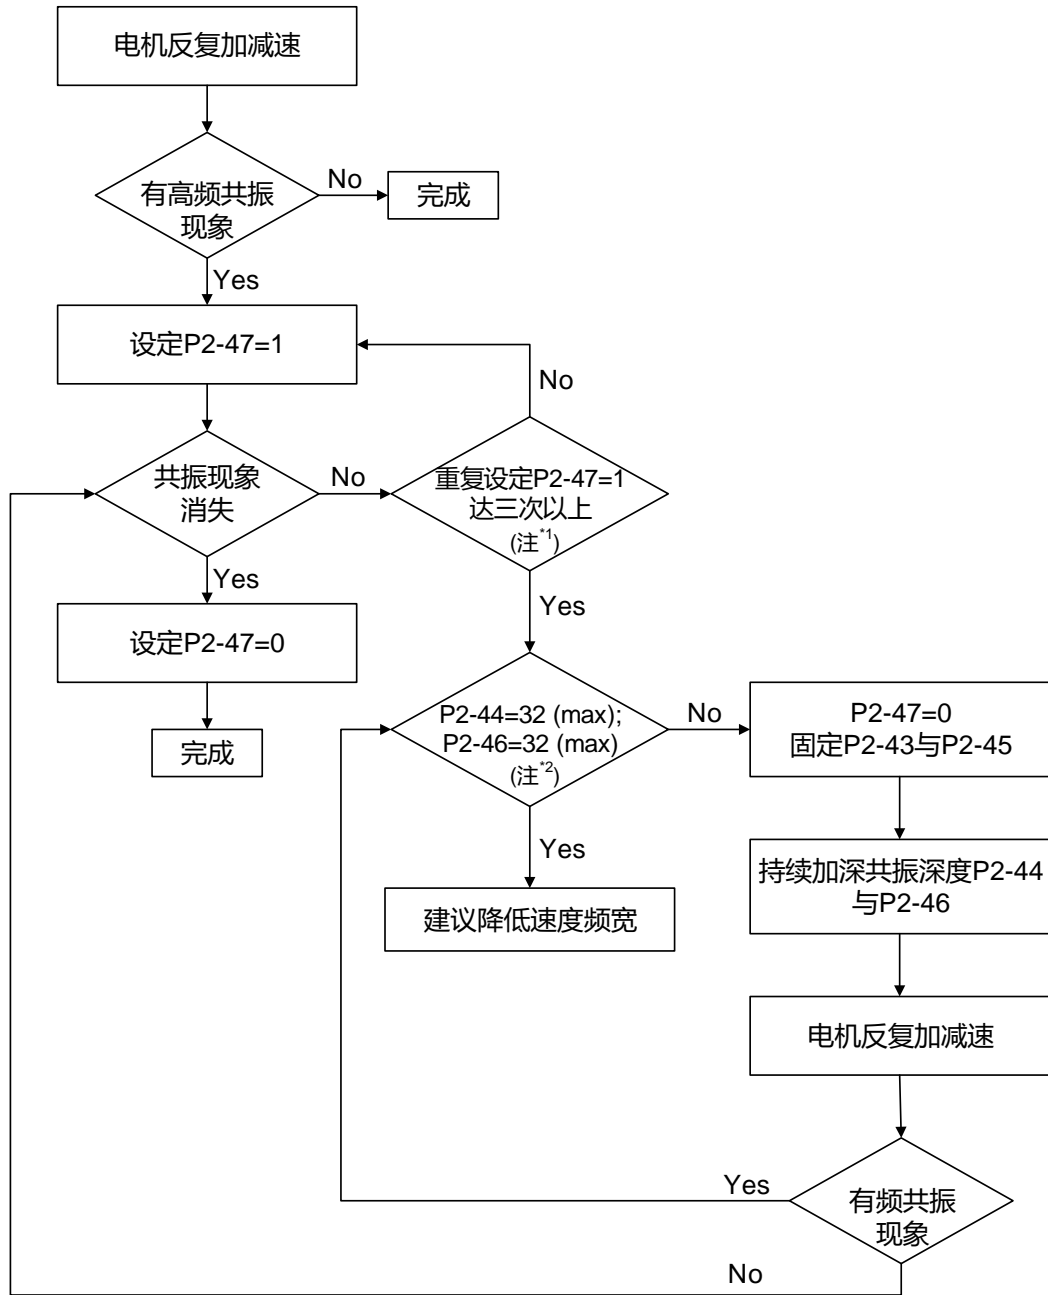 电机反复加减速
有高频共振
现象
No
完成
Yes
设定P2-47=1
No
共振现象
消失
No
重复设定P2-47=1
达三次以上
(注*1)
Yes
Yes
设定P2-47=0
完成
P2-44=32 (max);
P2-46=32 (max)
(注*2)
No
P2-47=0
固定P2-43与P2-45
Yes
建议降低速度频宽
持续加深共振深度P2-44
与P2-46
电机反复加减速
Yes
有频共振
现象
No